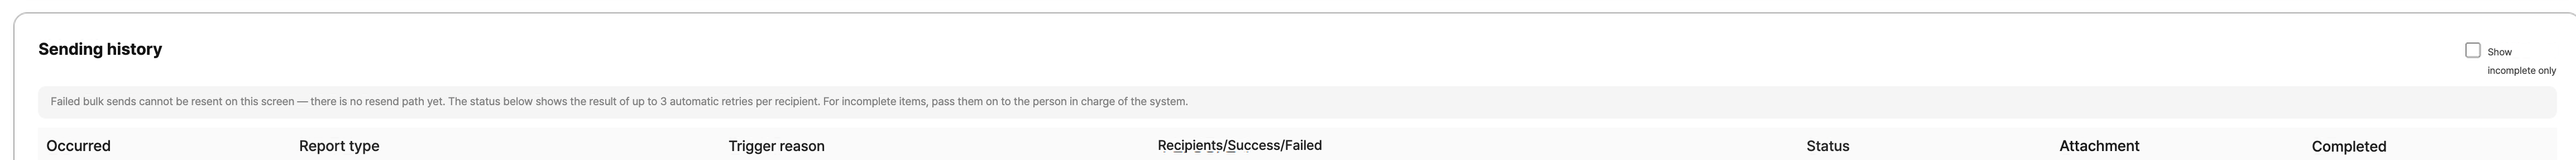 Sending history
Show
incomplete only
Failed bulk sends cannot be resent on this screen — there is no resend path yet. The status below shows the result of up to 3 automatic retries per recipient. For incomplete items, pass them on to the person in charge of the system.
Occurred Report type Trigger reason Recipients/Success/Failed Status Attachment Completed